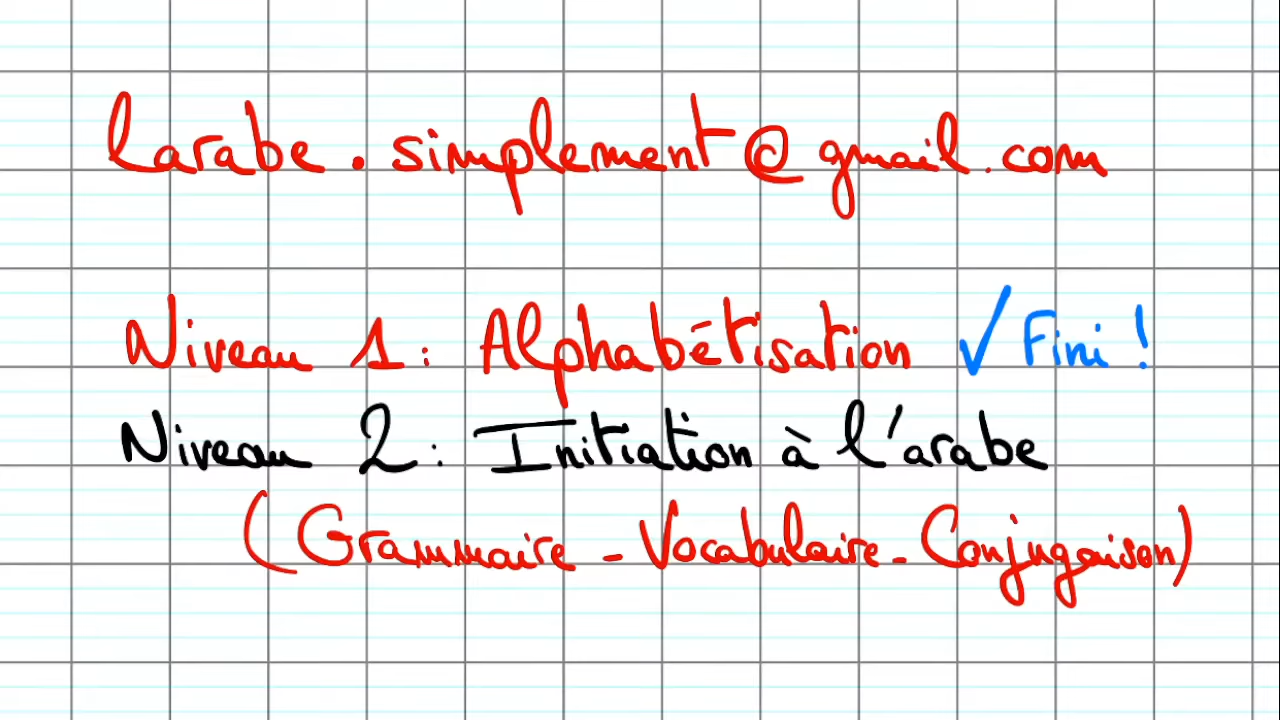 larabe.simplement@gmail.com
Niveau 1: Alphabétisation ✓ Fini !
Niveau 2: Initiation à l'arabe
(Grammaire - Vocabulaire - Conjugaison)